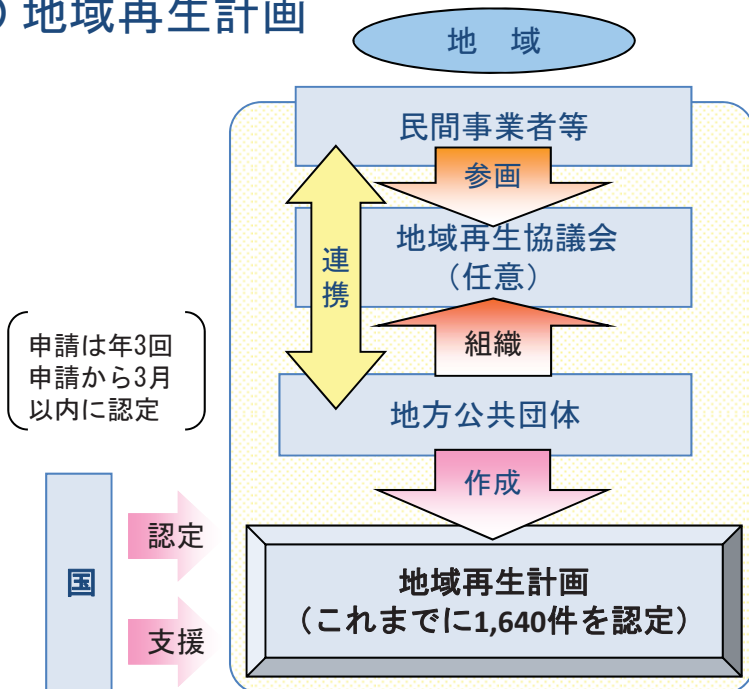 地域再生計画
地 域
民間事業者等
参画
地域再生協議会
（任意）
連携
組織
申請は年3回
申請から3月
以内に認定
地方公共団体
作成
国
認定
支援
地域再生計画
（これまでに1,640件を認定）